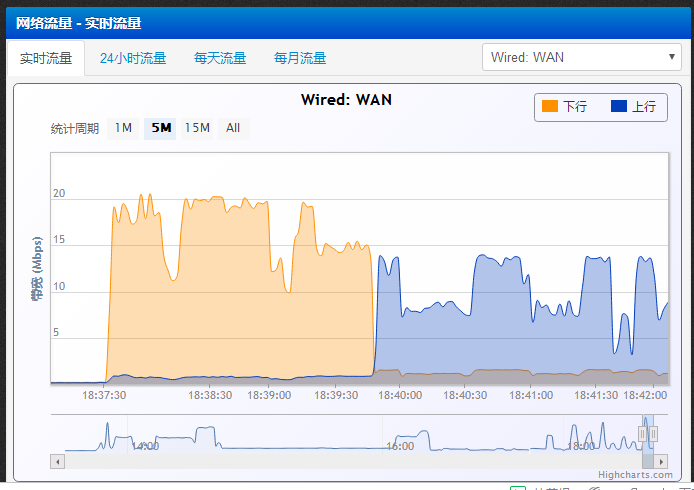 网络流量 - 实时流量
实时流量 24小时流量 每天流量 每月流量 Wired: WAN
Wired: WAN
下行 上行
统计周期 1M 5M 15M All
20
15
10
5
(Mbps)
18:37:30 18:38:30 18:39:00 18:39:30 18:40:00 18:40:30 18:41:00 18:41:30 18:42:00
14:00 16:00 18:00
Highcharts.com